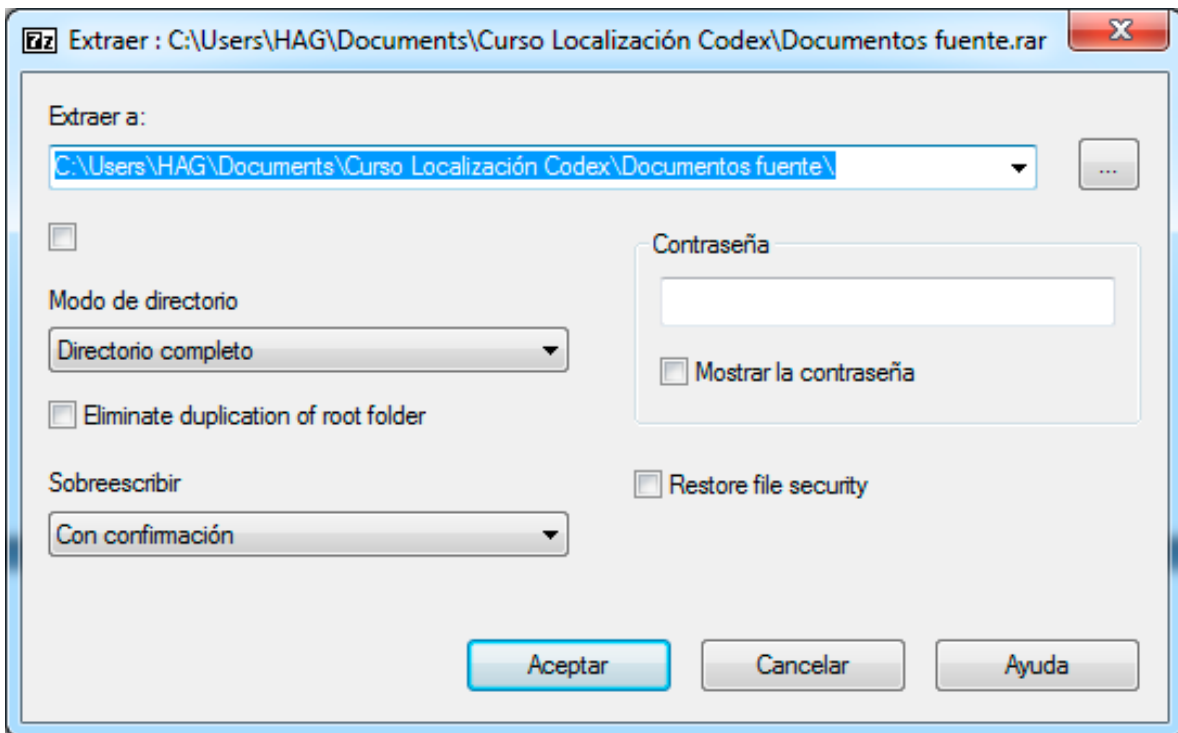 7z Extraer : C:\Users\HAG\Documents\Curso Localización Codex\Documentos fuente.rar
Extraer a:
C:\Users\HAG\Documents\Curso Localización Codex\Documentos fuente\
...
Contraseña
Modo de directorio
Directorio completo
Mostrar la contraseña
Eliminate duplication of root folder
Sobreescribir
Restore file security
Con confirmación
Aceptar Cancelar Ayuda